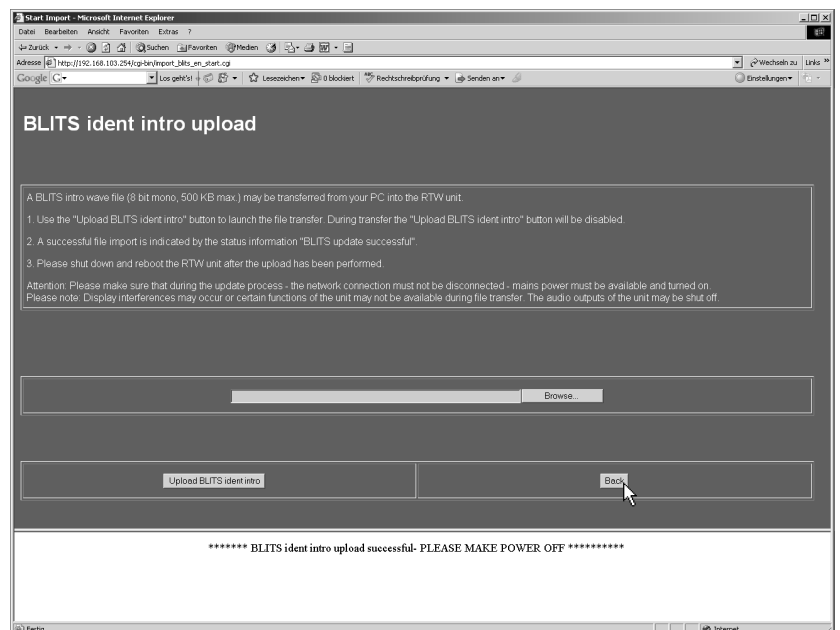 Start Import - Microsoft Internet Explorer
Datei Bearbeiten Ansicht Favoriten Extras ?
Zurück Suchen Favoriten Medien
Adresse http://192.168.103.254/cgi-bin/import_blits_en_start.cgi Wechseln zu Links »
Google G Los geht's! Lesezeichen 0 blockiert ABC Rechtschreibprüfung Senden an Einstellungen
BLITS ident intro upload
A BLITS intro wave file (8 bit mono, 500 KB max.) may be transferred from your PC into the RTW unit.
1. Use the "Upload BLITS ident intro" button to launch the file transfer. During transfer the "Upload BLITS ident intro" button will be disabled.
2. A successful file import is indicated by the status information "BLITS update successful".
3. Please shut down and reboot the RTW unit after the upload has been performed.
Attention: Please make sure that during the update process - the network connection must not be disconnected - mains power must be available and turned on.
Please note: Display interferences may occur or certain functions of the unit may not be available during file transfer. The audio outputs of the unit may be shut off.
Browse...
Upload BLITS ident intro Back
******* BLITS ident intro upload successful- PLEASE MAKE POWER OFF **********
Fertig Internet